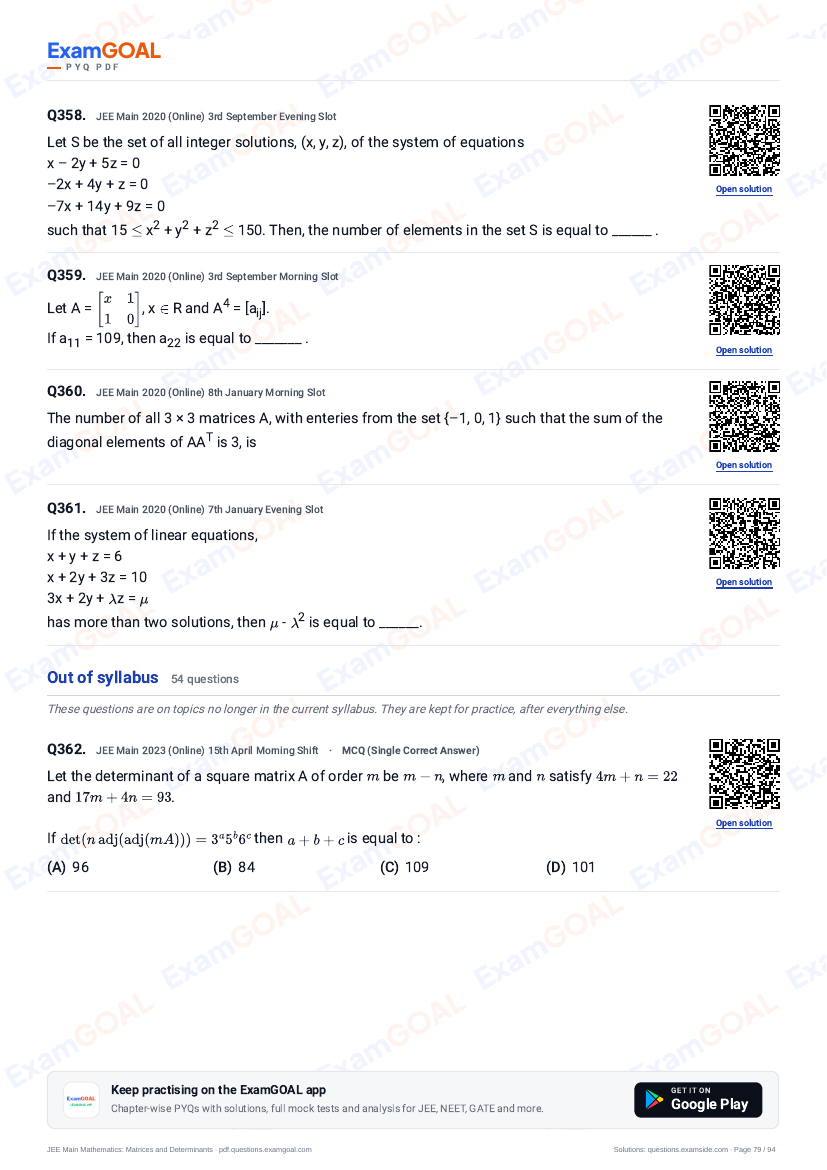 ExamGOAL
PYQ PDF
Q358. JEE Main 2020 (Online) 3rd September Evening Slot
Let S be the set of all integer solutions, (x, y, z), of the system of equations
x − 2y + 5z = 0
−2x + 4y + z = 0
−7x + 14y + 9z = 0
such that 15 ≤ x² + y² + z² ≤ 150. Then, the number of elements in the set S is equal to ______ .
Open solution
Q359. JEE Main 2020 (Online) 3rd September Morning Slot
Let A = [x 1; 1 0], x ∈ R and A⁴ = [a_ij].
If a₁₁ = 109, then a₂₂ is equal to _______ .
Open solution
Q360. JEE Main 2020 (Online) 8th January Morning Slot
The number of all 3 × 3 matrices A, with enteries from the set {−1, 0, 1} such that the sum of the
diagonal elements of AAᵀ is 3, is
Open solution
Q361. JEE Main 2020 (Online) 7th January Evening Slot
If the system of linear equations,
x + y + z = 6
x + 2y + 3z = 10
3x + 2y + λz = μ
has more than two solutions, then μ - λ² is equal to ______.
Open solution
Out of syllabus 54 questions
These questions are on topics no longer in the current syllabus. They are kept for practice, after everything else.
Q362. JEE Main 2023 (Online) 15th April Morning Shift · MCQ (Single Correct Answer)
Let the determinant of a square matrix A of order m be m − n, where m and n satisfy 4m + n = 22
and 17m + 4n = 93.
If det(n adj(adj(mA))) = 3ᵃ5ᵇ6ᶜ then a + b + c is equal to :
(A) 96 (B) 84 (C) 109 (D) 101
Open solution
Keep practising on the ExamGOAL app
Chapter-wise PYQs with solutions, full mock tests and analysis for JEE, NEET, GATE and more.
GET IT ON
Google Play
JEE Main Mathematics: Matrices and Determinants · pdf.questions.examgoal.com
Solutions: questions.examside.com · Page 79 / 94